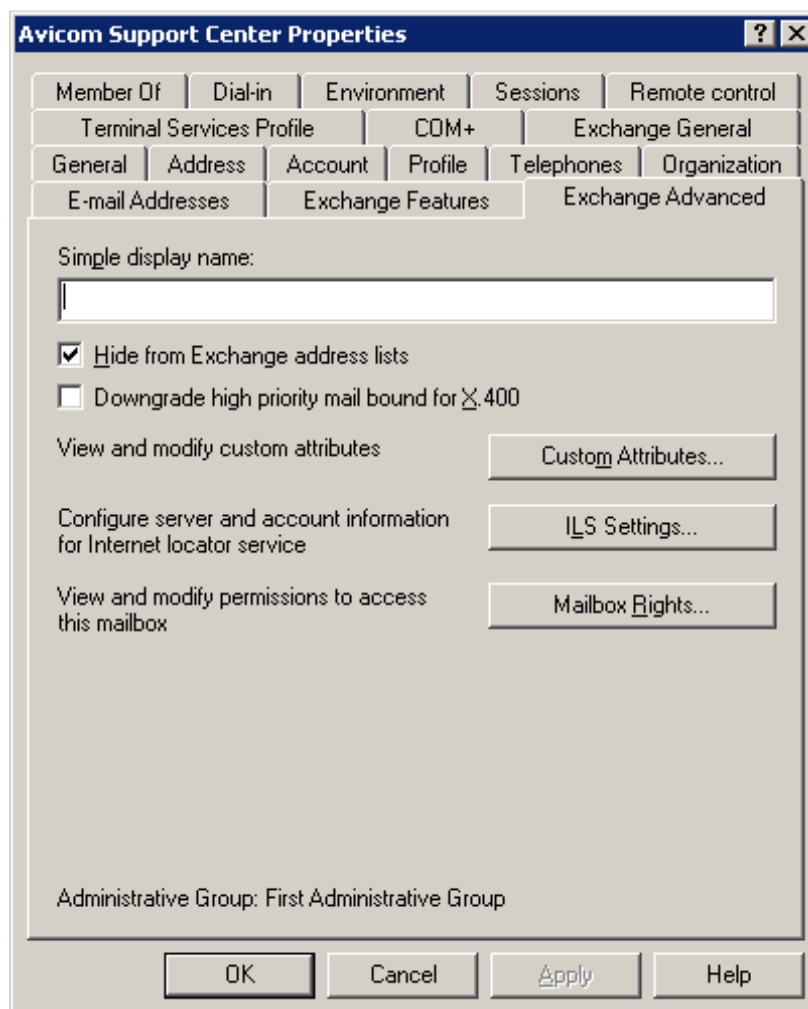 Avicom Support Center Properties
Member Of Dial-in Environment Sessions Remote control
Terminal Services Profile COM+ Exchange General
General Address Account Profile Telephones Organization
E-mail Addresses Exchange Features Exchange Advanced
Simple display name:
Hide from Exchange address lists
Downgrade high priority mail bound for X.400
View and modify custom attributes Custom Attributes...
Configure server and account information
for Internet locator service
ILS Settings...
View and modify permissions to access
this mailbox
Mailbox Rights...
Administrative Group: First Administrative Group
OK Cancel Apply Help